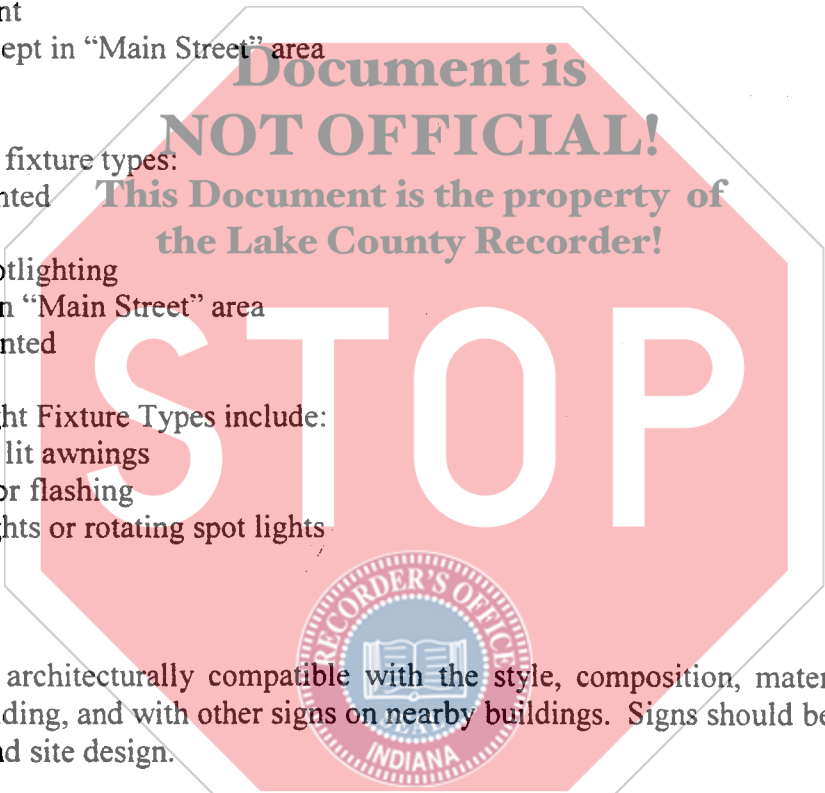 nt
ept in “Main Street” area
Document is
NOT OFFICIAL!
fixture types:
nted
This Document is the property of
the Lake County Recorder!
otlighting
n “Main Street” area
nted
STOP
ht Fixture Types include:
lit awnings
or flashing
hts or rotating spot lights
RECORDER'S OFFICE
architecturally compatible with the style, composition, mater
ding, and with other signs on nearby buildings. Signs should be
d site design.
SEAL
INDIANA